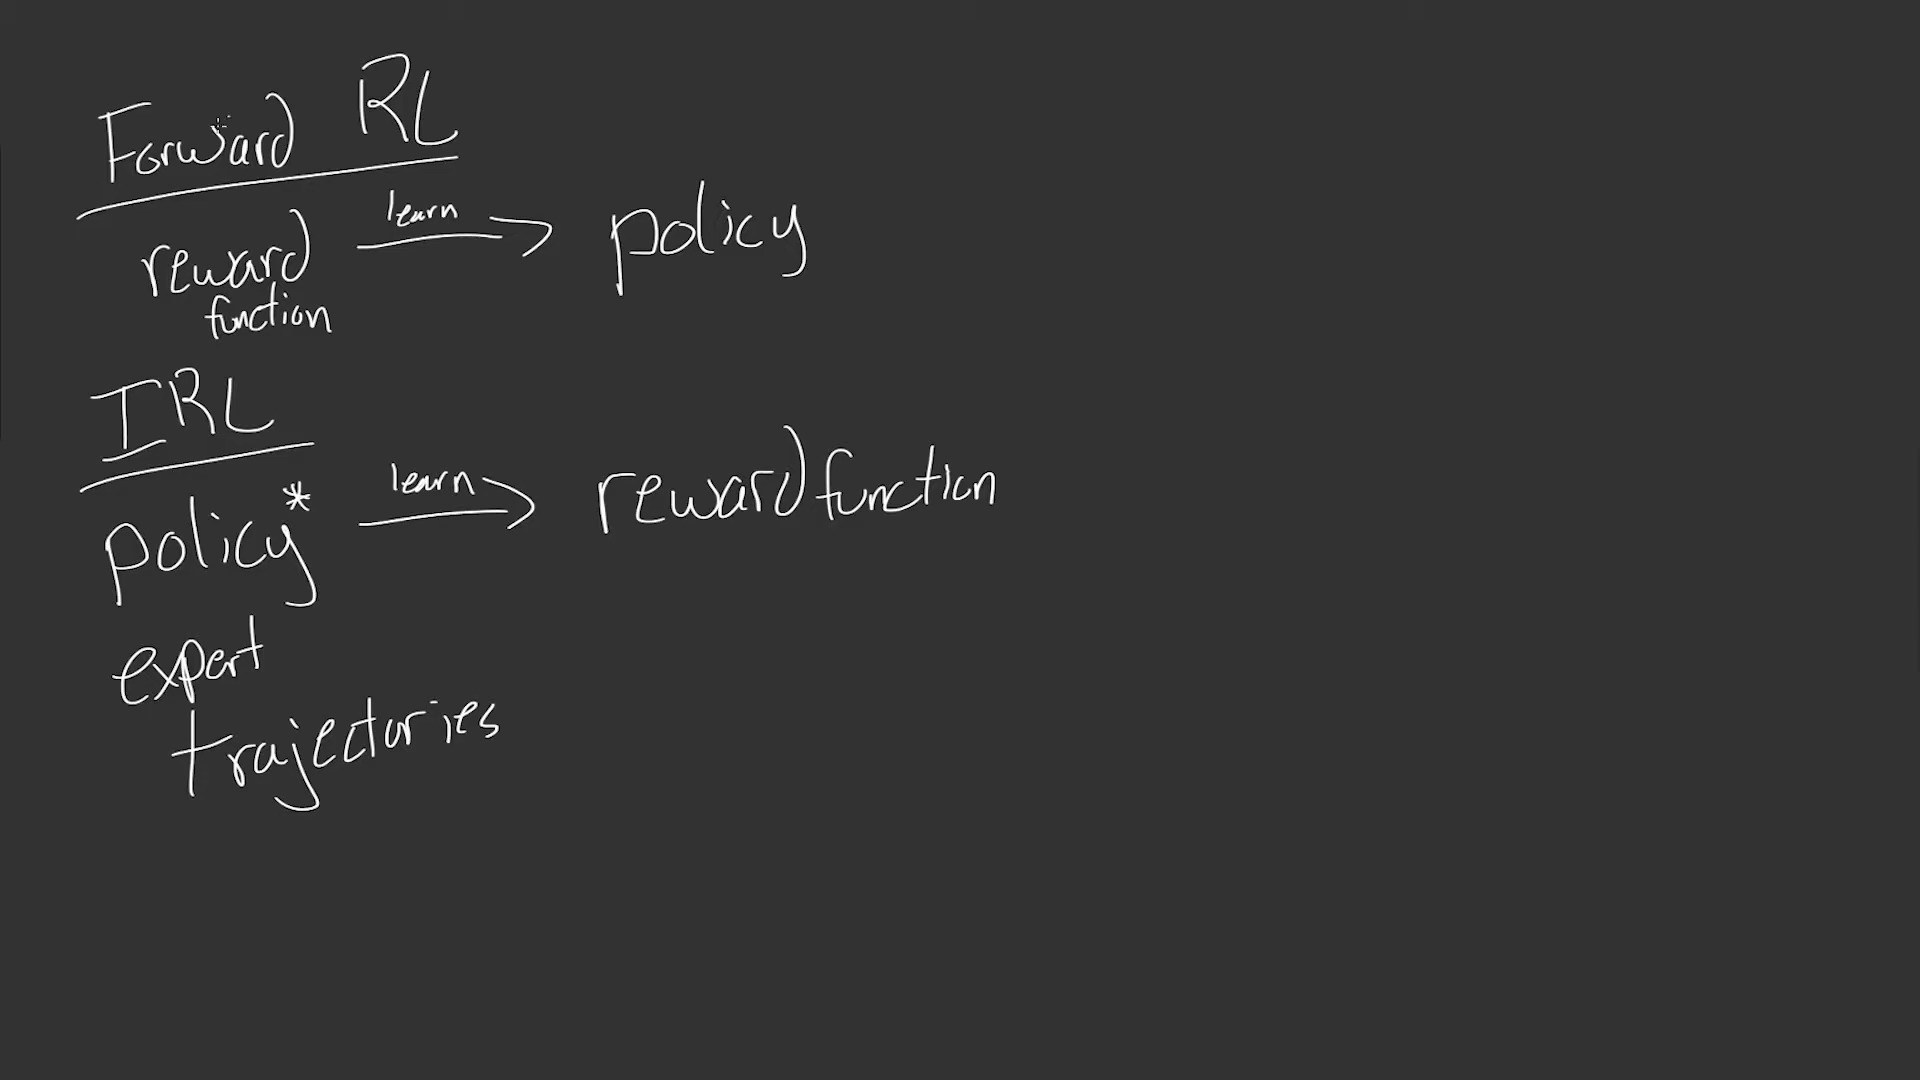 Forward RL
reward function learn → policy
IRL
policy* learn → reward function
expert
trajectories